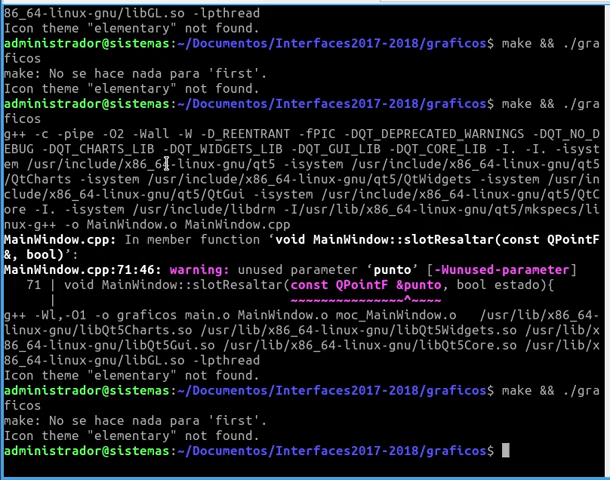 86_64-linux-gnu/libGL.so -lpthread
Icon theme "elementary" not found.
administrador@sistemas:~/Documentos/Interfaces2017-2018/graficos$ make && ./gra
ficos
make: No se hace nada para 'first'.
Icon theme "elementary" not found.
administrador@sistemas:~/Documentos/Interfaces2017-2018/graficos$ make && ./gra
ficos
g++ -c -pipe -O2 -Wall -W -D_REENTRANT -fPIC -DQT_DEPRECATED_WARNINGS -DQT_NO_D
EBUG -DQT_CHARTS_LIB -DQT_WIDGETS_LIB -DQT_GUI_LIB -DQT_CORE_LIB -I. -I. -isyst
em /usr/include/x86_64-linux-gnu/qt5 -isystem /usr/include/x86_64-linux-gnu/qt5
/QtCharts -isystem /usr/include/x86_64-linux-gnu/qt5/QtWidgets -isystem /usr/in
clude/x86_64-linux-gnu/qt5/QtGui -isystem /usr/include/x86_64-linux-gnu/qt5/QtC
ore -I. -isystem /usr/include/libdrm -I/usr/lib/x86_64-linux-gnu/qt5/mkspecs/li
nux-g++ -o MainWindow.o MainWindow.cpp
MainWindow.cpp: In member function ‘void MainWindow::slotResaltar(const QPointF
&, bool)’:
MainWindow.cpp:71:46: warning: unused parameter ‘punto’ [-Wunused-parameter]
71 | void MainWindow::slotResaltar(const QPointF &punto, bool estado){
| ~~~~~~~~~~~~~~~^~~~~
g++ -Wl,-O1 -o graficos main.o MainWindow.o moc_MainWindow.o /usr/lib/x86_64-
linux-gnu/libQt5Charts.so /usr/lib/x86_64-linux-gnu/libQt5Widgets.so /usr/lib/x
86_64-linux-gnu/libQt5Gui.so /usr/lib/x86_64-linux-gnu/libQt5Core.so /usr/lib/x
86_64-linux-gnu/libGL.so -lpthread
Icon theme "elementary" not found.
administrador@sistemas:~/Documentos/Interfaces2017-2018/graficos$ make && ./gra
ficos
make: No se hace nada para 'first'.
Icon theme "elementary" not found.
administrador@sistemas:~/Documentos/Interfaces2017-2018/graficos$